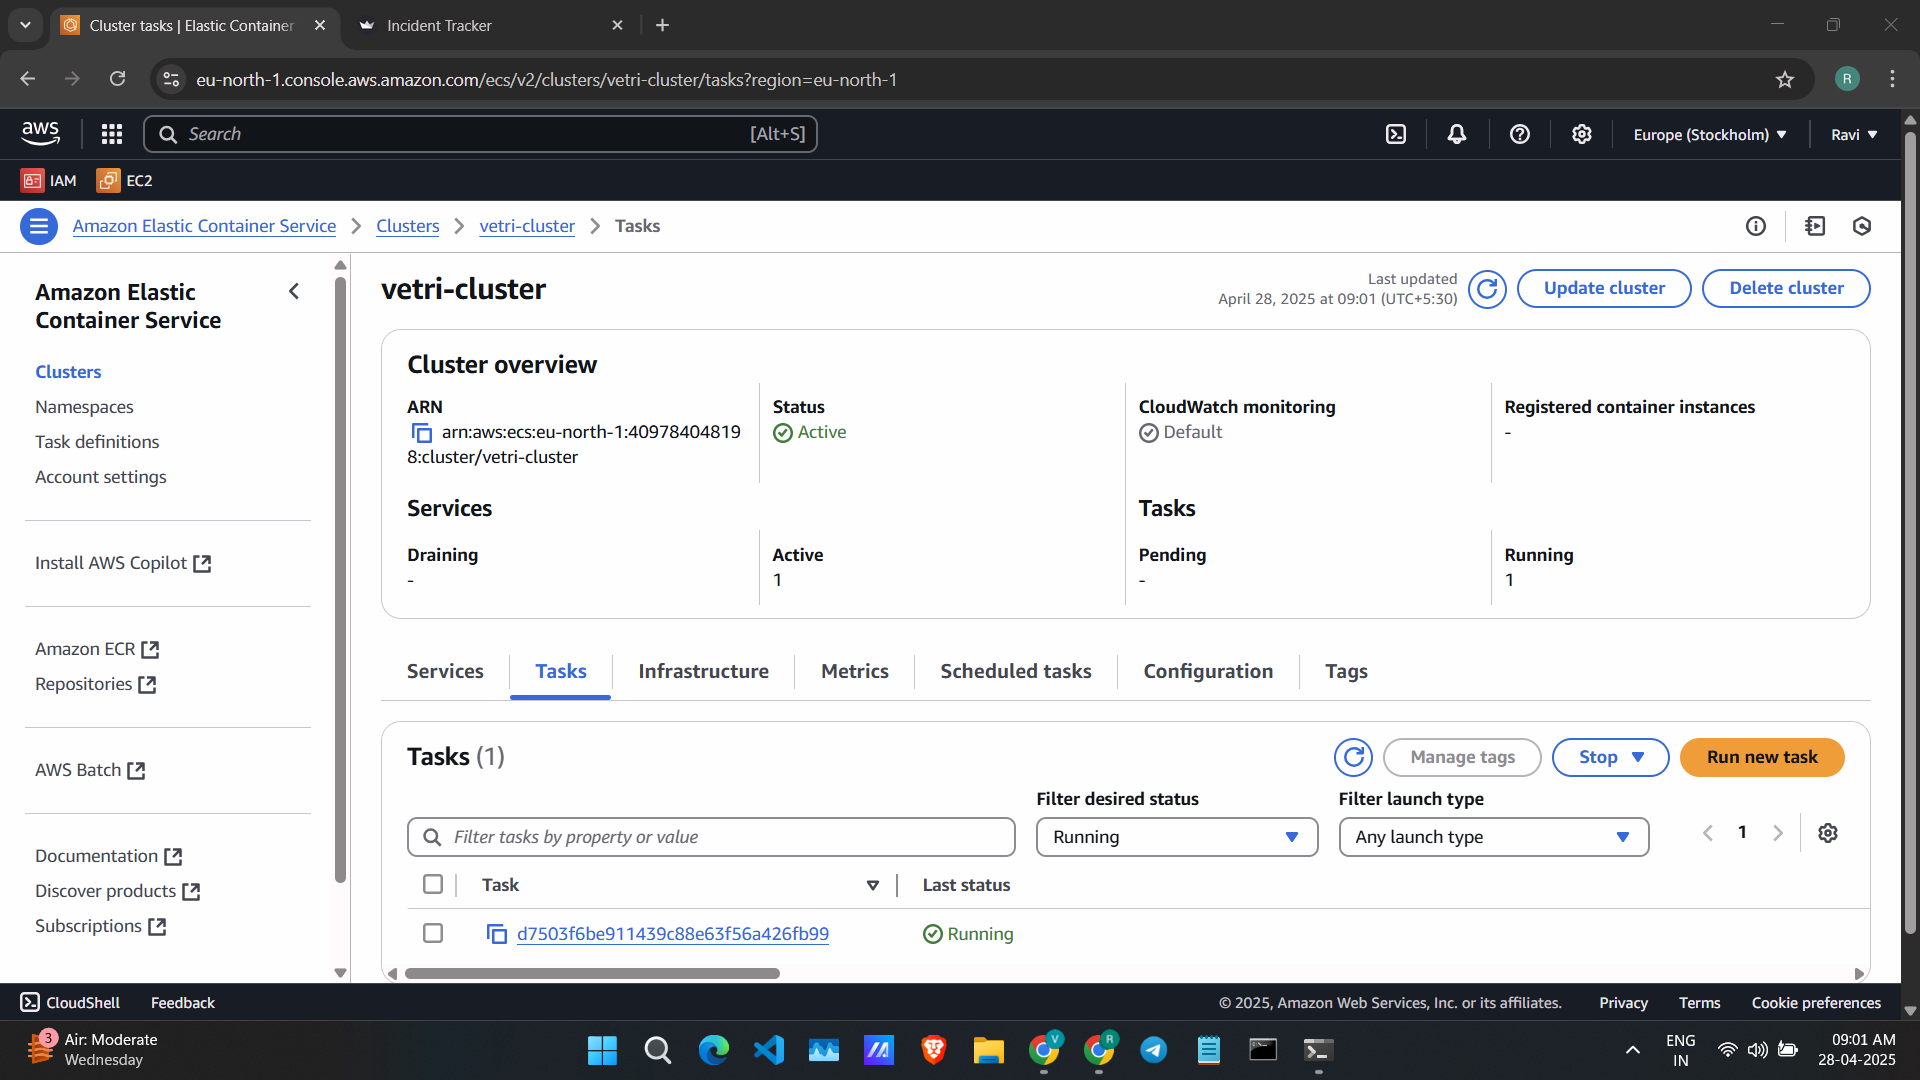 Cluster tasks | Elastic Container
Incident Tracker
eu-north-1.console.aws.amazon.com/ecs/v2/clusters/vetri-cluster/tasks?region=eu-north-1
R
aws
Search
[Alt+S]
Europe (Stockholm)
Ravi
IAM
EC2
Amazon Elastic Container Service
Clusters
vetri-cluster
Tasks
Amazon Elastic
Container Service
Clusters
Namespaces
Task definitions
Account settings
Install AWS Copilot
Amazon ECR
Repositories
AWS Batch
Documentation
Discover products
Subscriptions
vetri-cluster
Last updated
April 28, 2025 at 09:01 (UTC+5:30)
Update cluster
Delete cluster
Cluster overview
ARN
arn:aws:ecs:eu-north-1:40978404819
8:cluster/vetri-cluster
Status
Active
CloudWatch monitoring
Default
Registered container instances
-
Services
Tasks
Draining
-
Active
1
Pending
-
Running
1
Services
Tasks
Infrastructure
Metrics
Scheduled tasks
Configuration
Tags
Tasks (1)
Manage tags
Stop
Run new task
Filter desired status
Filter launch type
Filter tasks by property or value
Running
Any launch type
1
Task
Last status
d7503f6be911439c88e63f56a426fb99
Running
CloudShell
Feedback
© 2025, Amazon Web Services, Inc. or its affiliates.
Privacy
Terms
Cookie preferences
3
Air: Moderate
Wednesday
V
R
ENG
IN
09:01 AM
28-04-2025